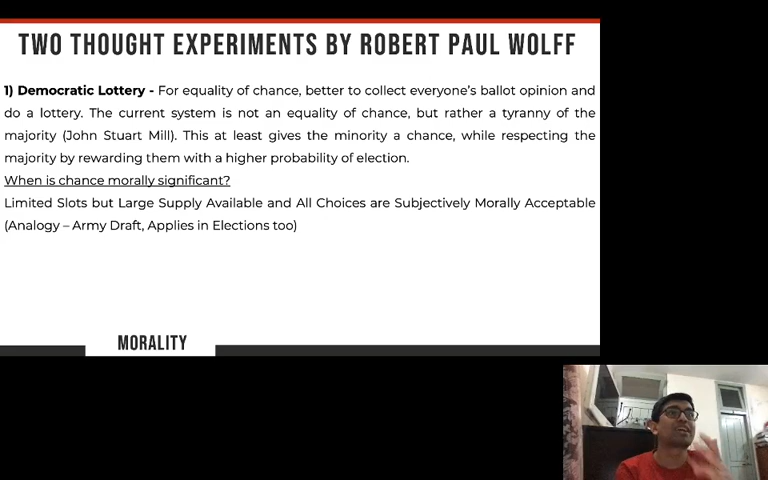 TWO THOUGHT EXPERIMENTS BY ROBERT PAUL WOLFF
1) Democratic Lottery - For equality of chance, better to collect everyone's ballot opinion and
do a lottery. The current system is not an equality of chance, but rather a tyranny of the
majority (John Stuart Mill). This at least gives the minority a chance, while respecting the
majority by rewarding them with a higher probability of election.
When is chance morally significant?
Limited Slots but Large Supply Available and All Choices are Subjectively Morally Acceptable
(Analogy – Army Draft, Applies in Elections too)
MORALITY